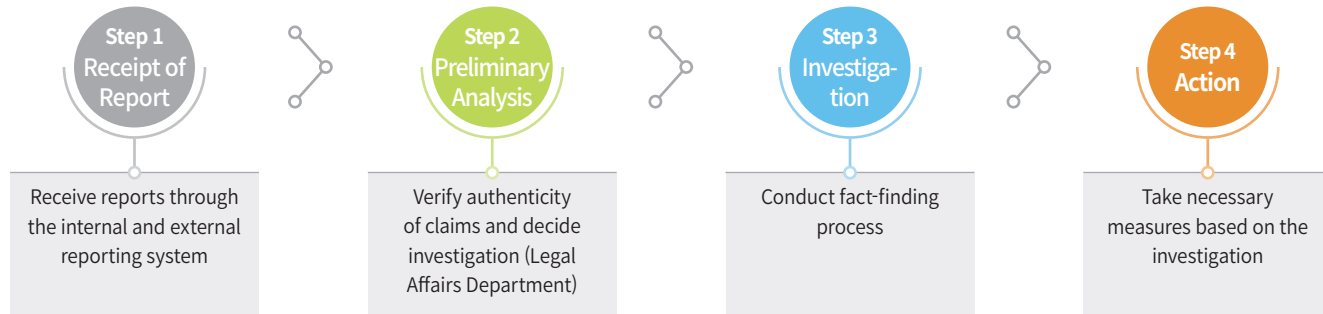 Step 1
Receipt of
Report
Step 2
Preliminary
Analysis
Step 3
Investiga-
tion
Step 4
Action
Receive reports through
the internal and external
reporting system
Verify authenticity
of claims and decide
investigation (Legal
Affairs Department)
Conduct fact-finding
process
Take necessary
measures based on the
investigation